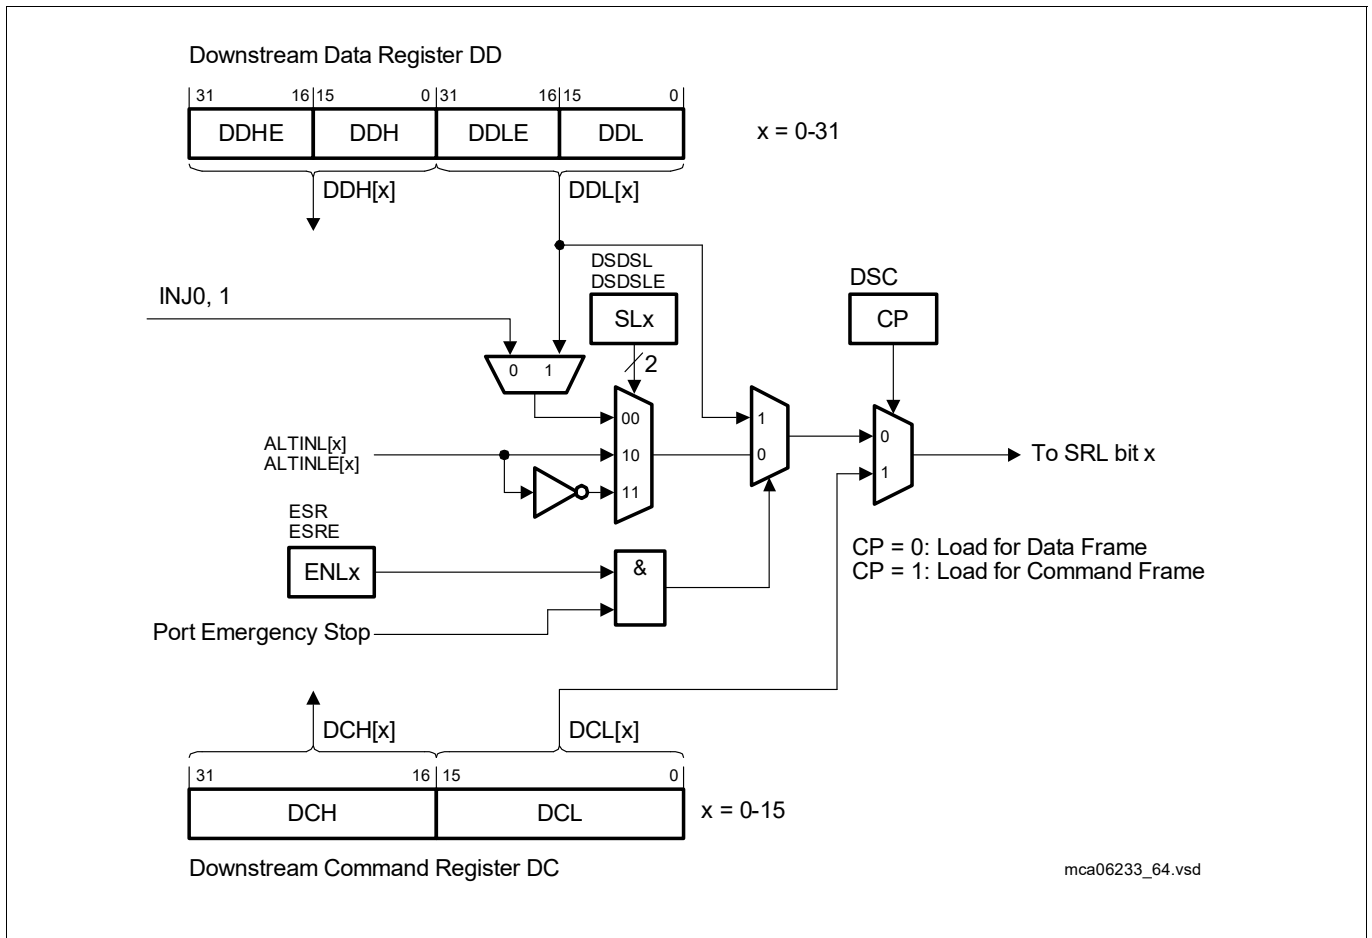 Downstream Data Register DD
31 16 15 0 31 16 15 0
DDHE DDH DDLE DDL x = 0-31
DDH[x] DDL[x]
DSDSL
DSDSLE
SLx
2
DSC
CP
INJ0, 1
0 1
00
10
11
1
0
0
1
ALTINL[x]
ALTINLE[x]
To SRL bit x
ESR
ESRE
ENLx
&
CP = 0: Load for Data Frame
CP = 1: Load for Command Frame
Port Emergency Stop
DCH[x] DCL[x]
31 16 15 0
DCH DCL x = 0-15
Downstream Command Register DC
mca06233_64.vsd